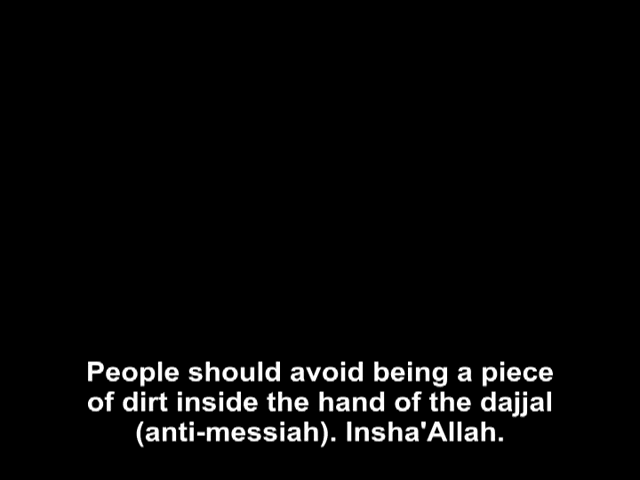 People should avoid being a piece
of dirt inside the hand of the dajjal
(anti-messiah). Insha'Allah.